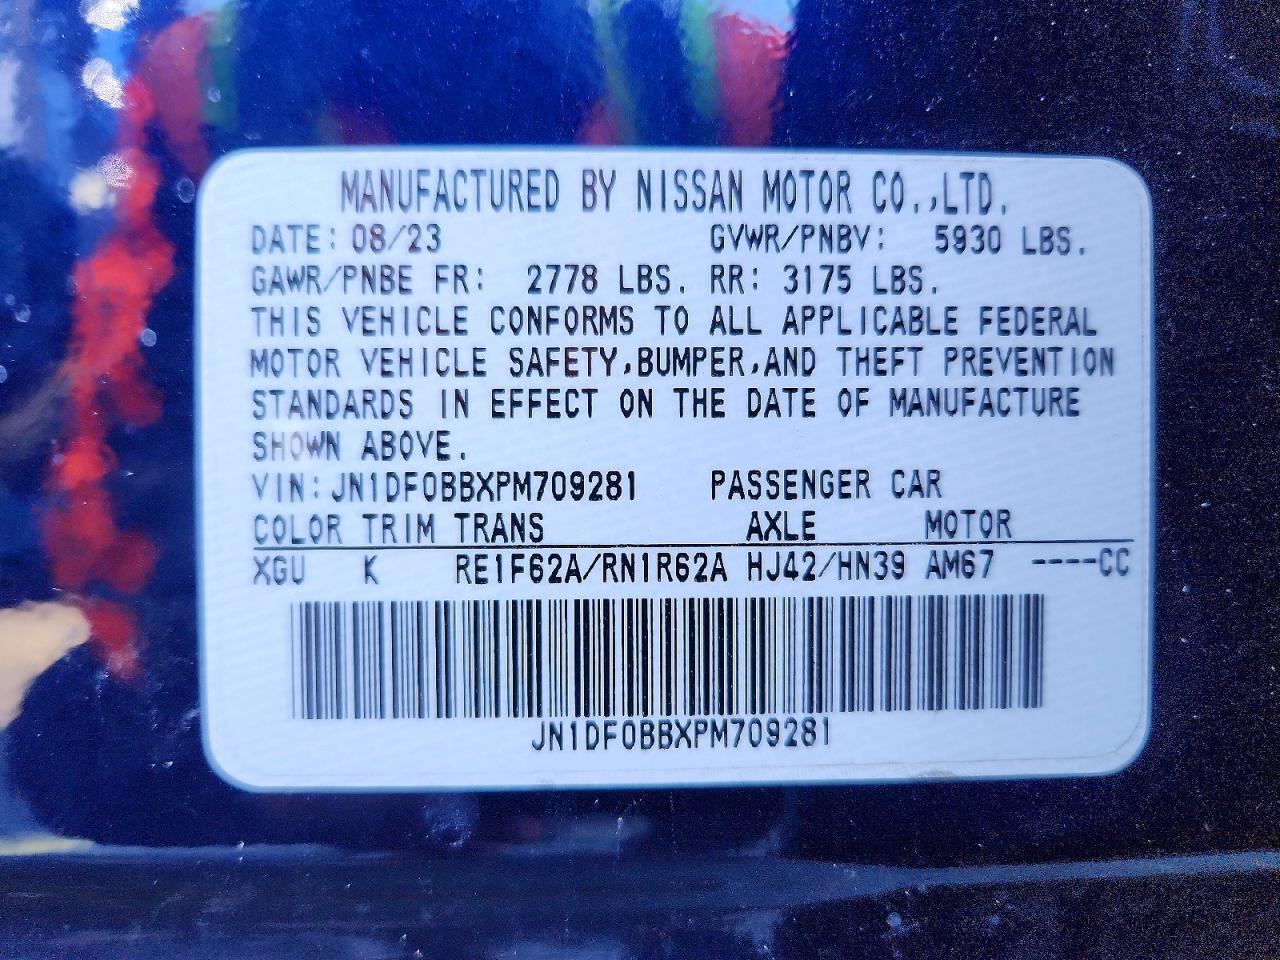 MANUFACTURED BY NISSAN MOTOR CO.,LTD.
DATE: 08/23 GVWR/PNBV: 5930 LBS.
GAWR/PNBE FR: 2778 LBS. RR: 3175 LBS.
THIS VEHICLE CONFORMS TO ALL APPLICABLE FEDERAL
MOTOR VEHICLE SAFETY,BUMPER,AND THEFT PREVENTION
STANDARDS IN EFFECT ON THE DATE OF MANUFACTURE
SHOWN ABOVE.
VIN: JN1DF0BBXPM709281 PASSENGER CAR
COLOR TRIM TRANS AXLE MOTOR
XGU K RE1F62A/RN1R62A HJ42/HN39 AM67 ----CC
JN1DF0BBXPM709281